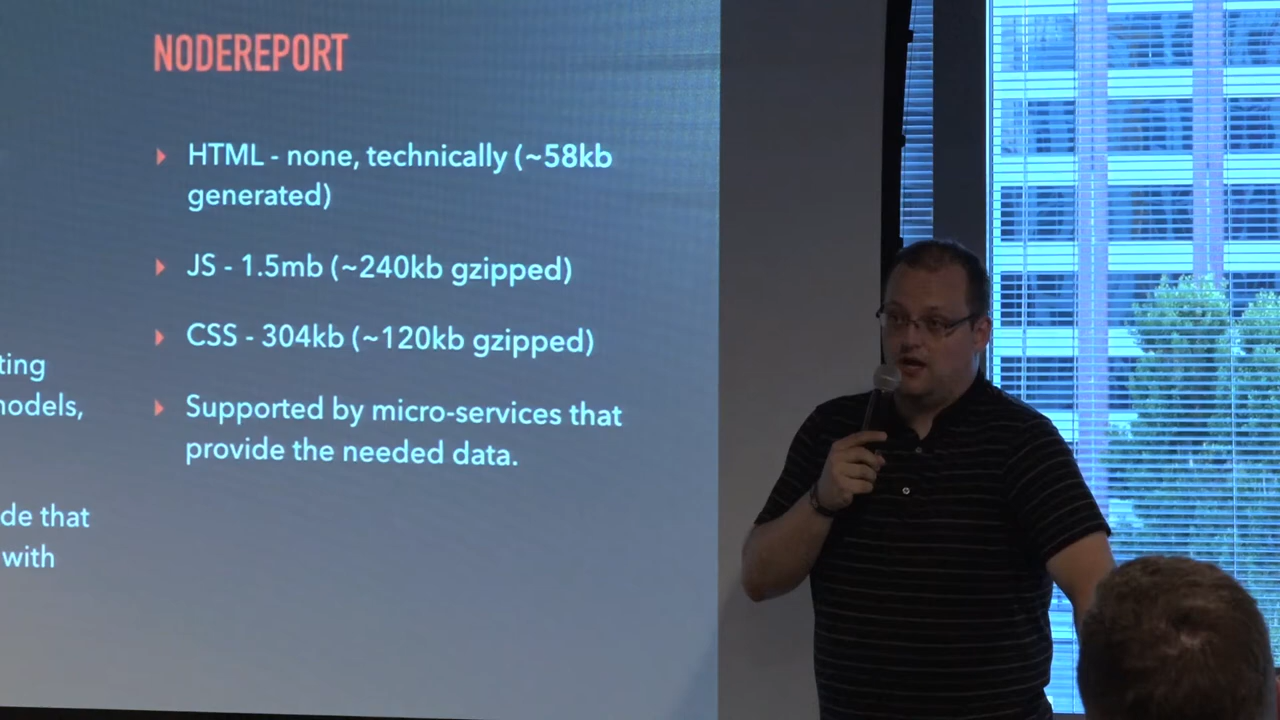 NODEREPORT
HTML - none, technically (~58kb
generated)
JS - 1.5mb (~240kb gzipped)
CSS - 304kb (~120kb gzipped)
Supported by micro-services that
provide the needed data.
ting
models,
de that
with